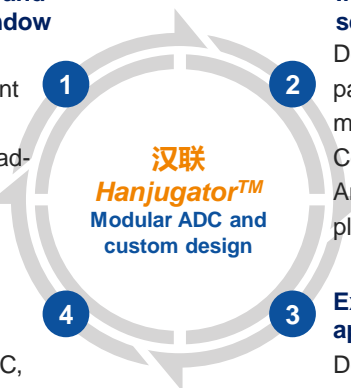 ndow
1
nt
ad-
2
D
pa
m
C
A
pl
汉联
Hanjugator™
Modular ADC and
custom design
4
C,
3
Ex
ap
D